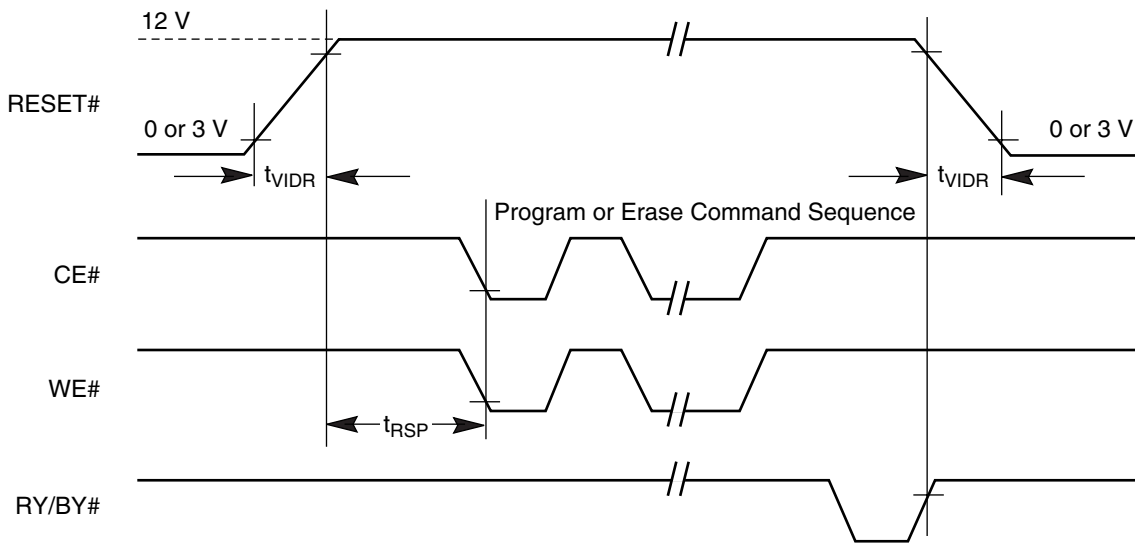 12 V
RESET#
0 or 3 V
0 or 3 V
tVIDR
tVIDR
Program or Erase Command Sequence
CE#
WE#
tRSP
RY/BY#